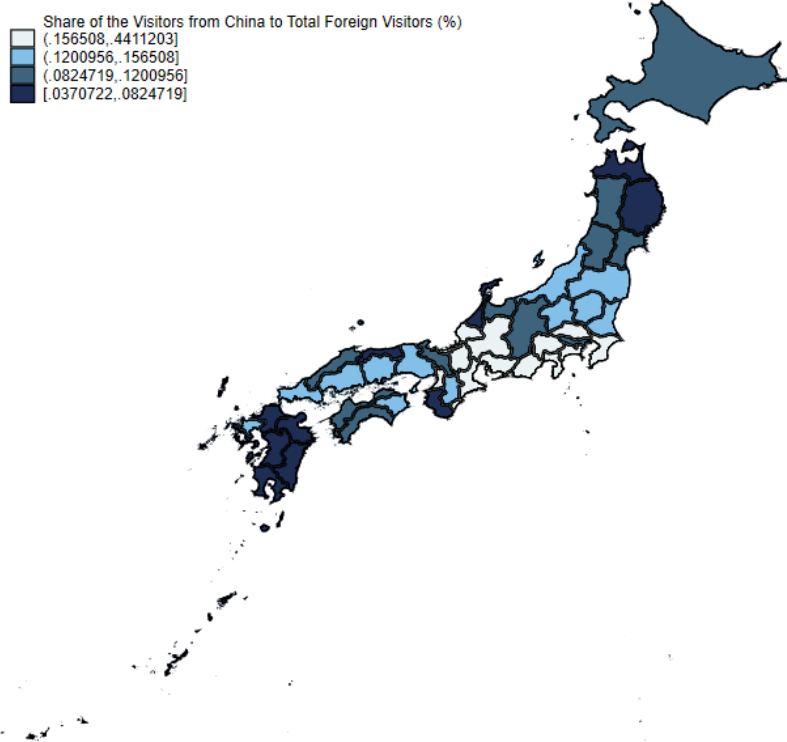 Share of the Visitors from China to Total Foreign Visitors (%)
(.156508,.4411203]
(.1200956,.156508]
(.0824719,.1200956]
[.0370722,.0824719]